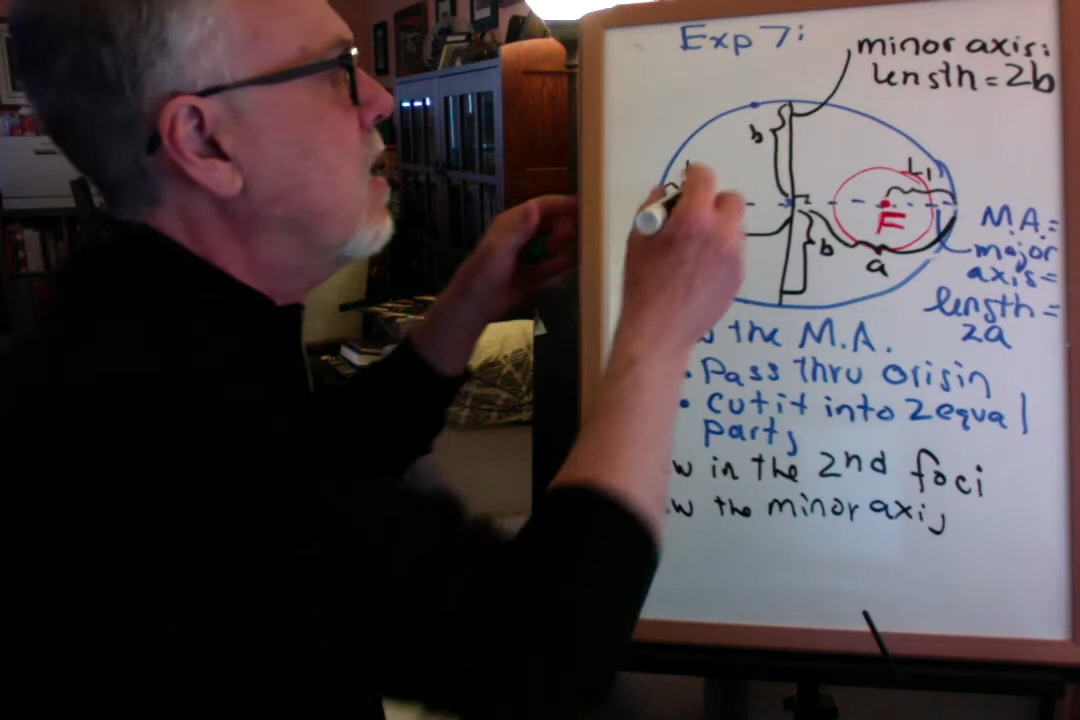 Exp 7:
minor axis:
length = 2b
b
L
L1
F
b
a
M.A. =
major
axis =
length =
2a
the M.A.
• Pass thru origin
• cut it into 2 equal
parts
w in the 2nd foci
w the minor axis